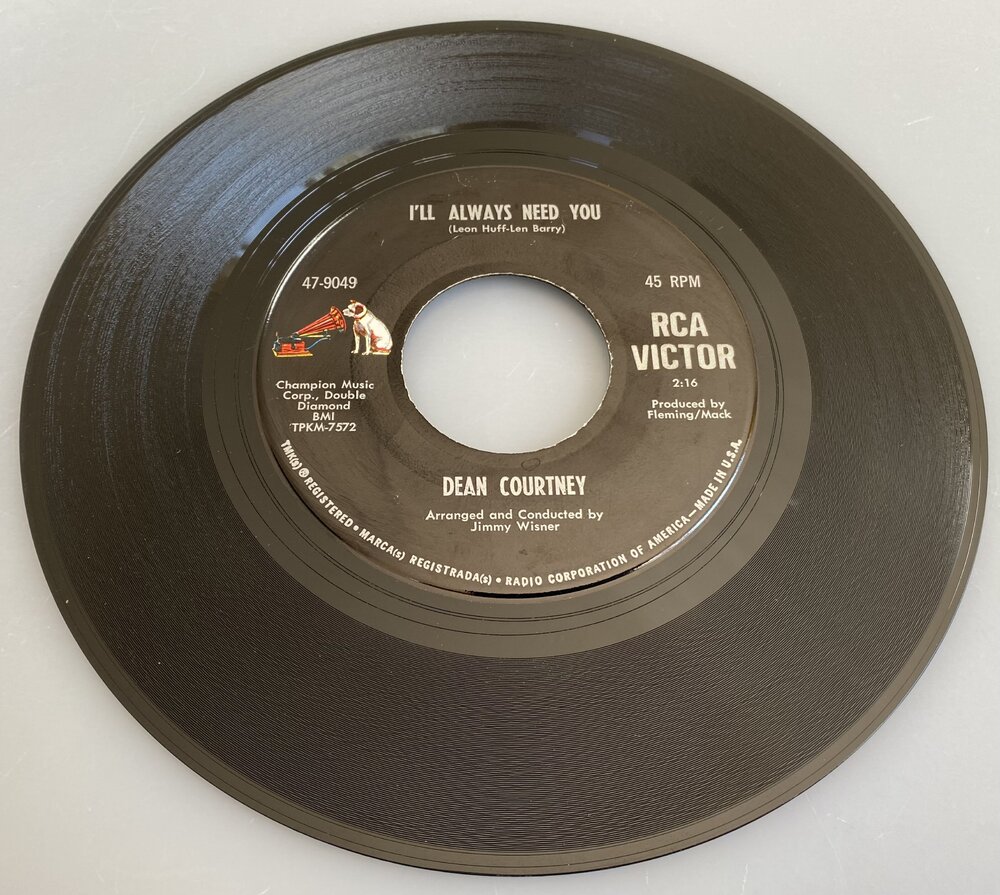 I'LL ALWAYS NEED YOU
(Leon Huff-Len Barry)
47-9049
45 RPM
RCA
VICTOR
2:16
Produced by
Fleming/Mack
Champion Music
Corp., Double
Diamond
BMI
TPKM-7572
DEAN COURTNEY
Arranged and Conducted by
Jimmy Wisner
TMK(s) ® REGISTERED • MARCA(s) REGISTRADA(s) • RADIO CORPORATION OF AMERICA—MADE IN U.S.A.